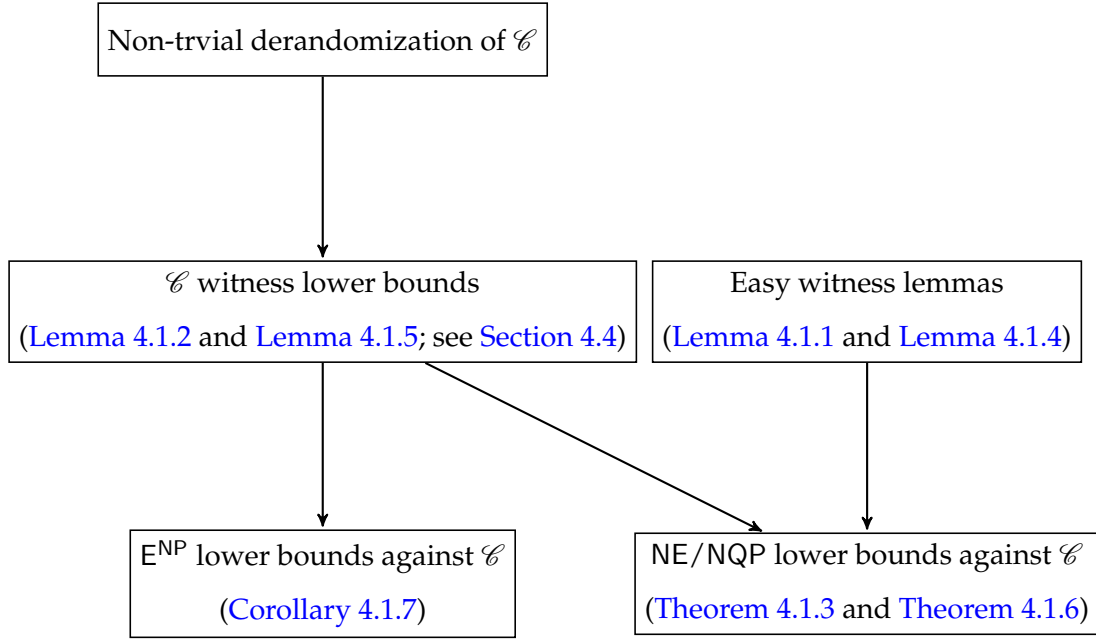 Non-trvial derandomization of 𝒞
𝒞 witness lower bounds
(Lemma 4.1.2 and Lemma 4.1.5; see Section 4.4)
Easy witness lemmas
(Lemma 4.1.1 and Lemma 4.1.4)
E^NP lower bounds against 𝒞
(Corollary 4.1.7)
NE/NQP lower bounds against 𝒞
(Theorem 4.1.3 and Theorem 4.1.6)